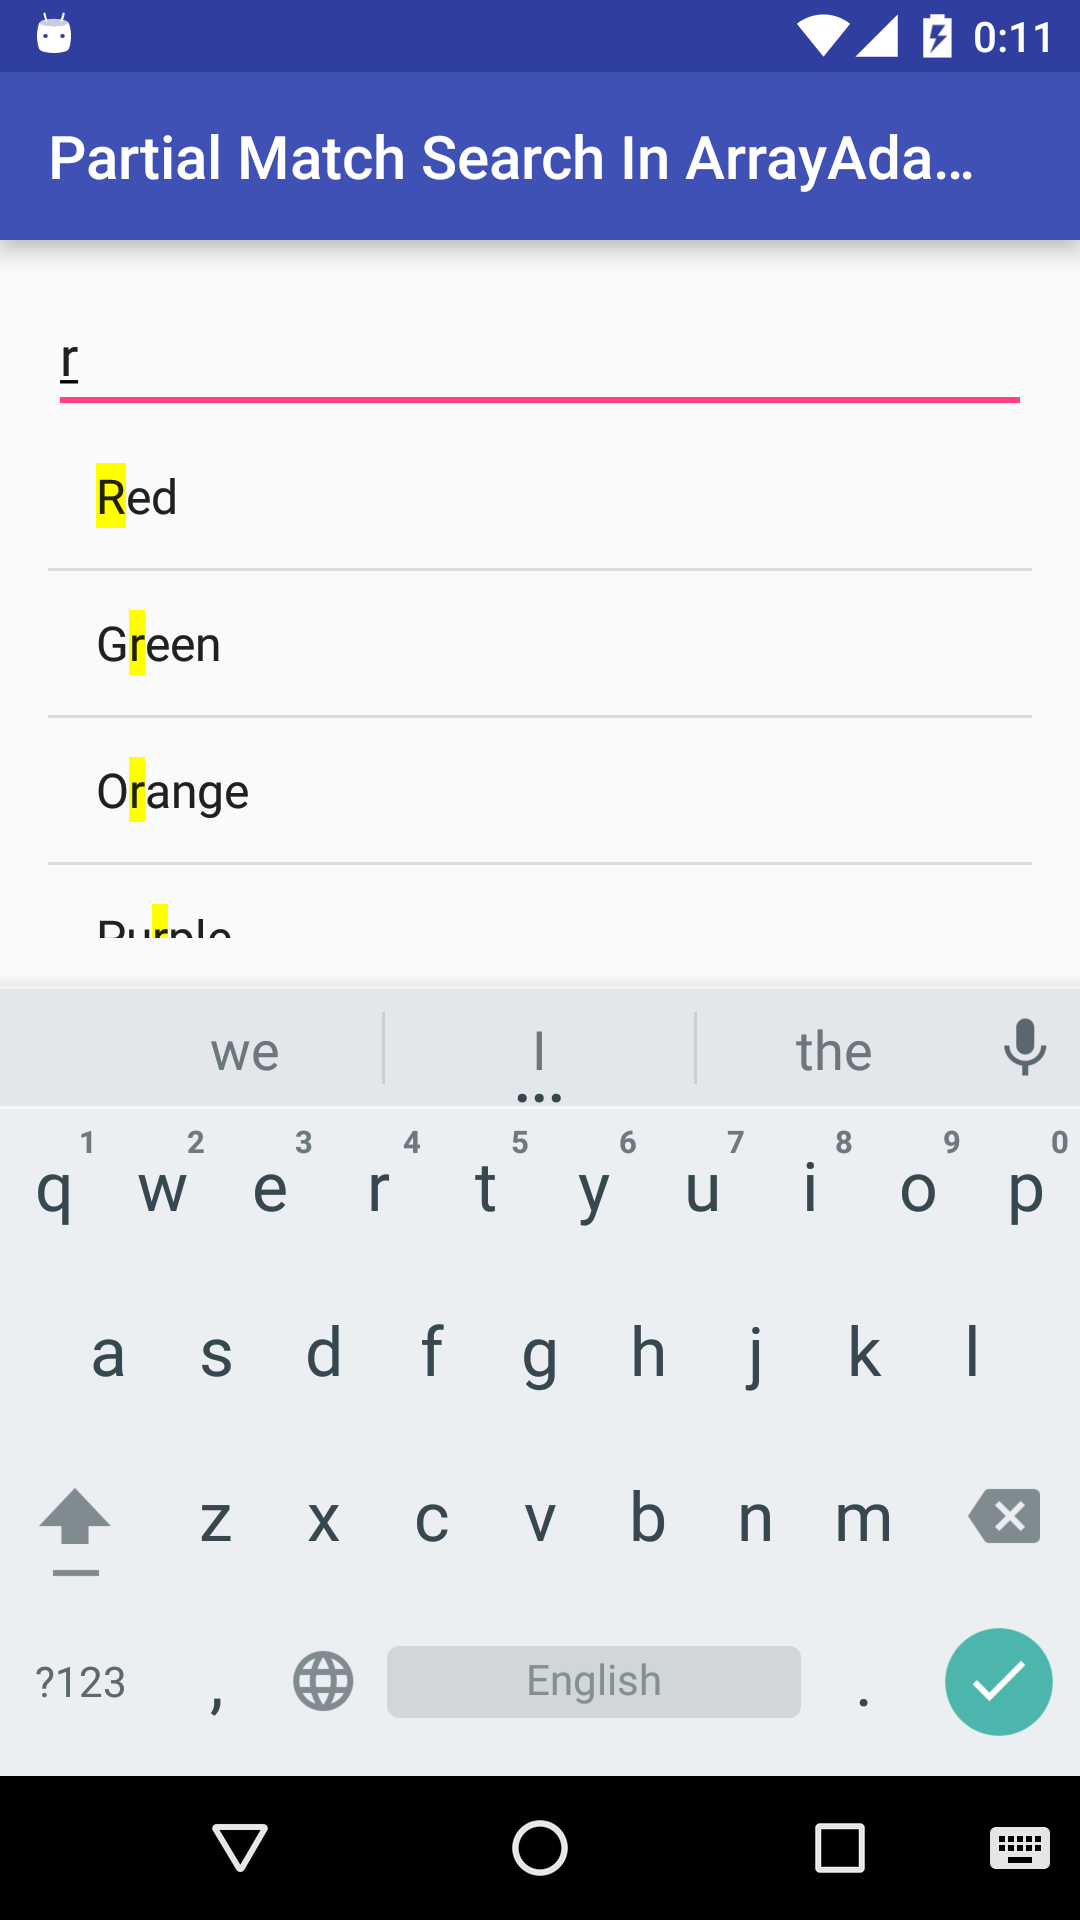 0:11
Partial Match Search In ArrayAda...
r
Red
Green
Orange
Purple
we I the
1 2 3 4 5 6 7 8 9 0
q w e r t y u i o p
a s d f g h j k l
z x c v b n m
?123 , English .